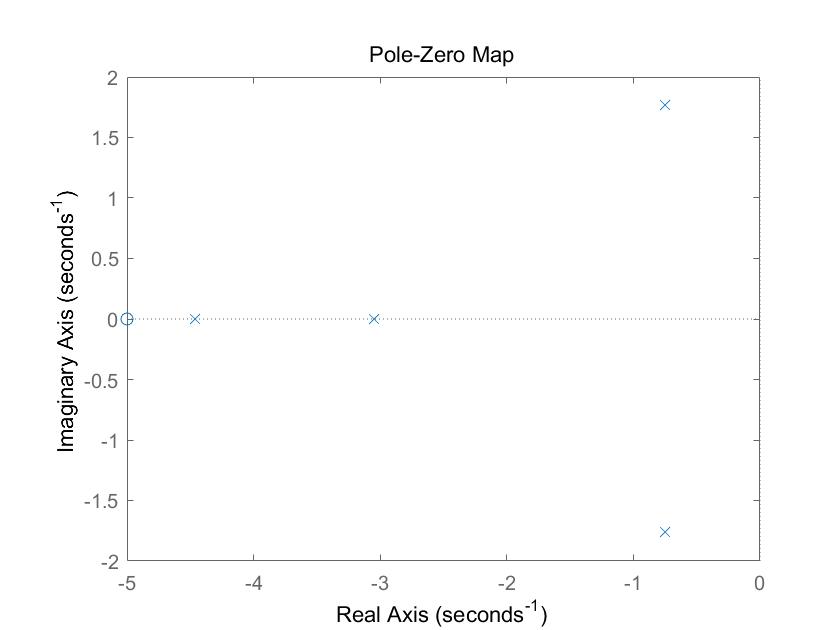 Pole-Zero Map
2
1.5
1
0.5
0
-0.5
-1
-1.5
-2
Imaginary Axis (seconds⁻¹)
-5 -4 -3 -2 -1 0
Real Axis (seconds⁻¹)